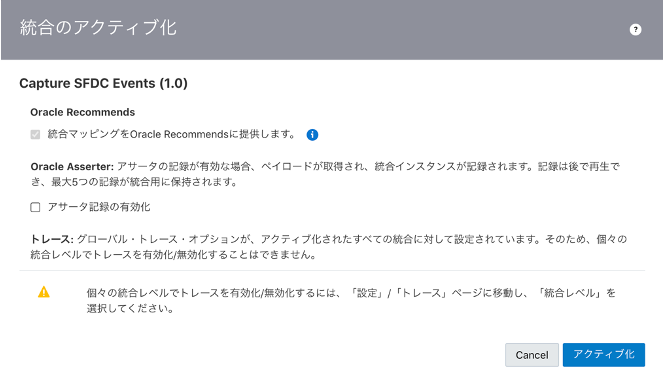 統合のアクティブ化
?
Capture SFDC Events (1.0)
Oracle Recommends
統合マッピングをOracle Recommendsに提供します。 i
Oracle Asserter: アサータの記録が有効な場合、ペイロードが取得され、統合インスタンスが記録されます。記録は後で再生で
き、最大5つの記録が統合用に保持されます。
アサータ記録の有効化
トレース: グローバル・トレース・オプションが、アクティブ化されたすべての統合に対して設定されています。そのため、個々の
統合レベルでトレースを有効化/無効化することはできません。
個々の統合レベルでトレースを有効化/無効化するには、「設定」/「トレース」ページに移動し、「統合レベル」を
選択してください。
Cancel アクティブ化